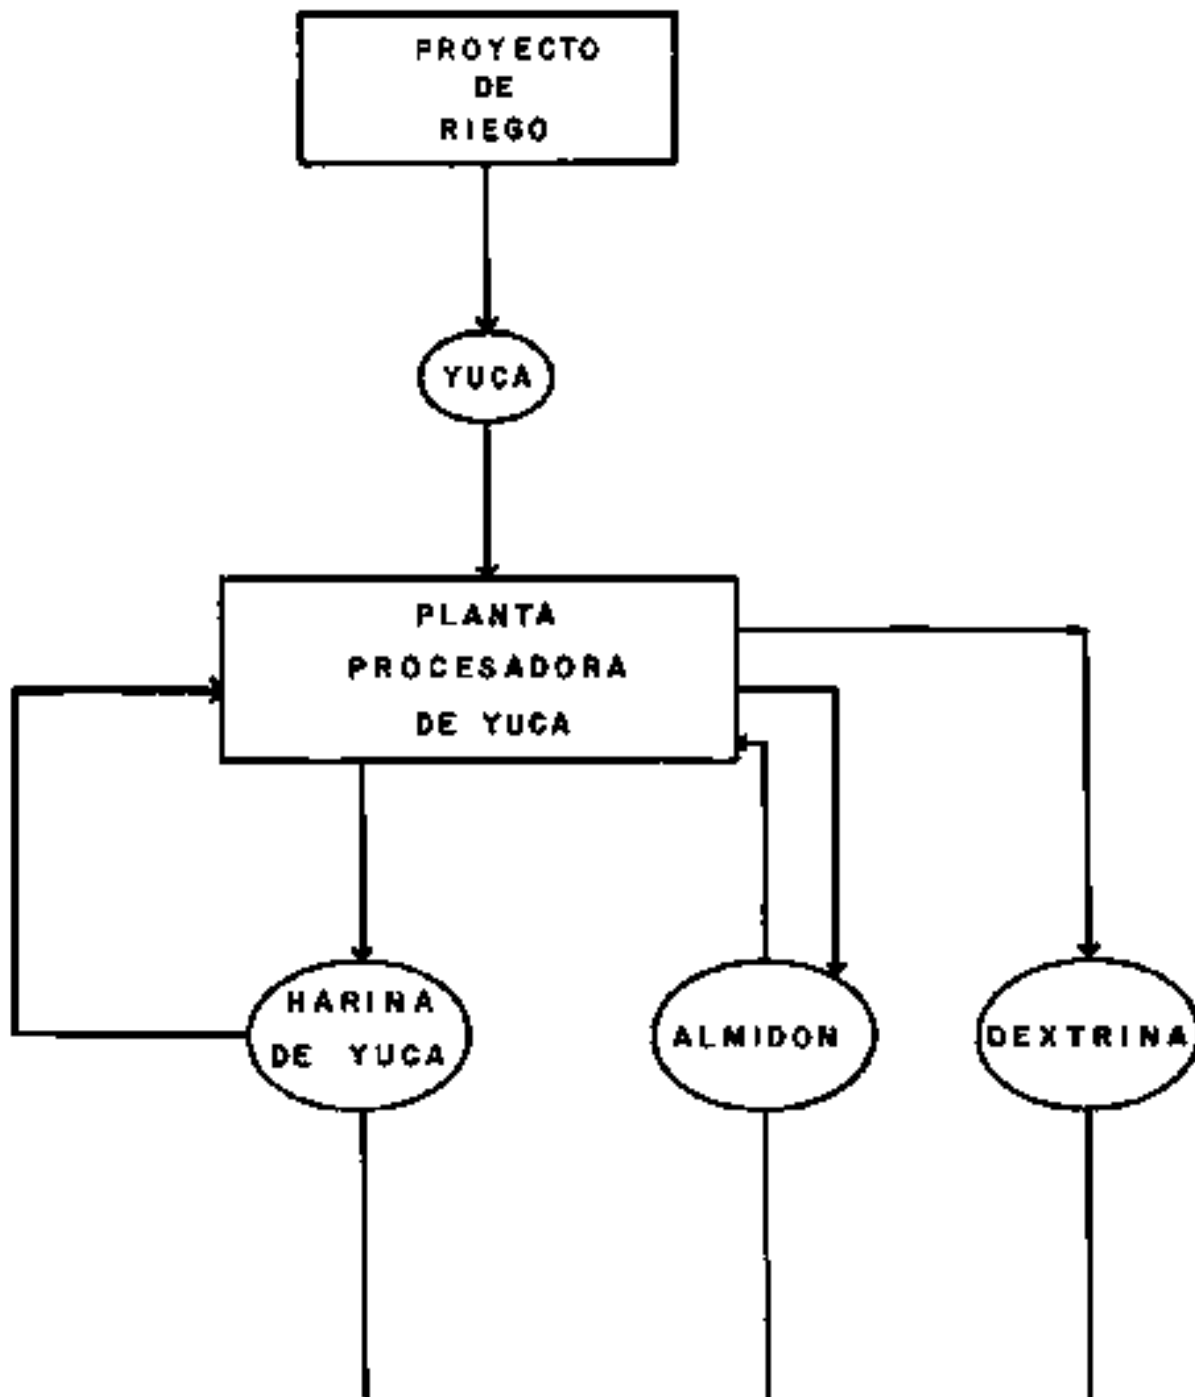 PROYECTO
DE
RIEGO
YUCA
PLANTA
PROCESADORA
DE YUCA
HARINA
DE YUCA
ALMIDON
DEXTRINA